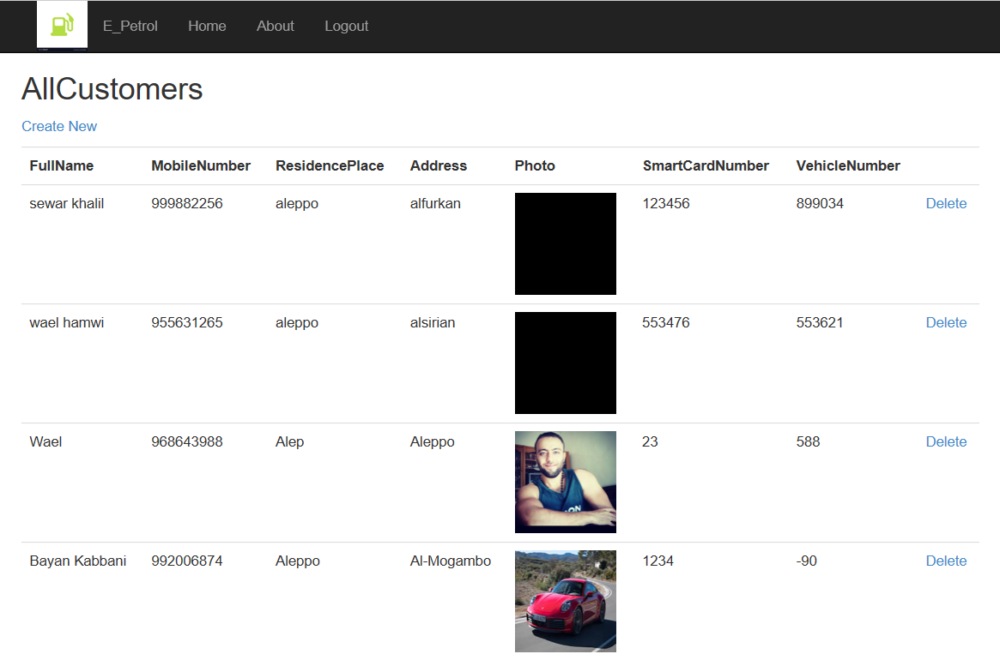 E_Petrol Home About Logout
AllCustomers
Create New
FullName MobileNumber ResidencePlace Address Photo SmartCardNumber VehicleNumber
sewar khalil 999882256 aleppo alfurkan 123456 899034 Delete
wael hamwi 955631265 aleppo alsirian 553476 553621 Delete
Wael 968643988 Alep Aleppo 23 588 Delete
Bayan Kabbani 992006874 Aleppo Al-Mogambo 1234 -90 Delete